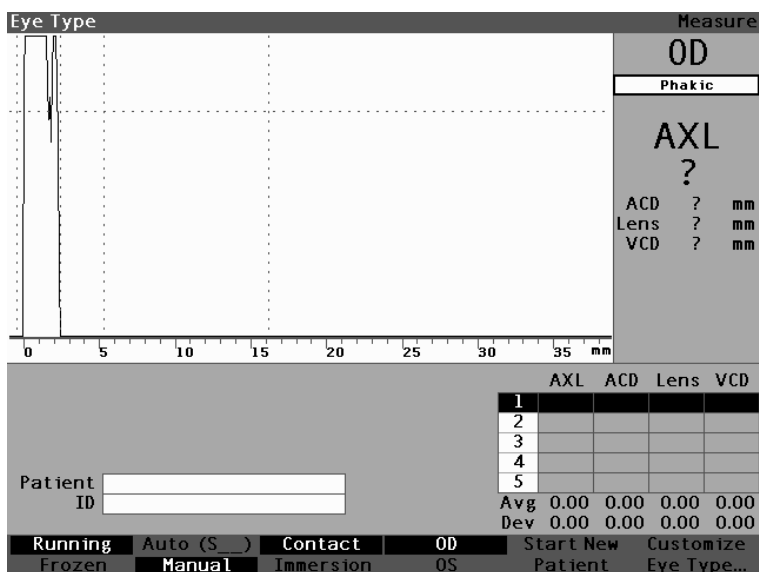 Eye Type Measure
OD
Phakic
AXL
?
ACD ? mm
Lens ? mm
VCD ? mm
0 5 10 15 20 25 30 35 mm
AXL ACD Lens VCD
1
2
3
4
5
Patient
ID
Avg 0.00 0.00 0.00 0.00
Dev 0.00 0.00 0.00 0.00
Running Auto (S__) Contact OD Start New Customize
Frozen Manual Immersion OS Patient Eye Type...